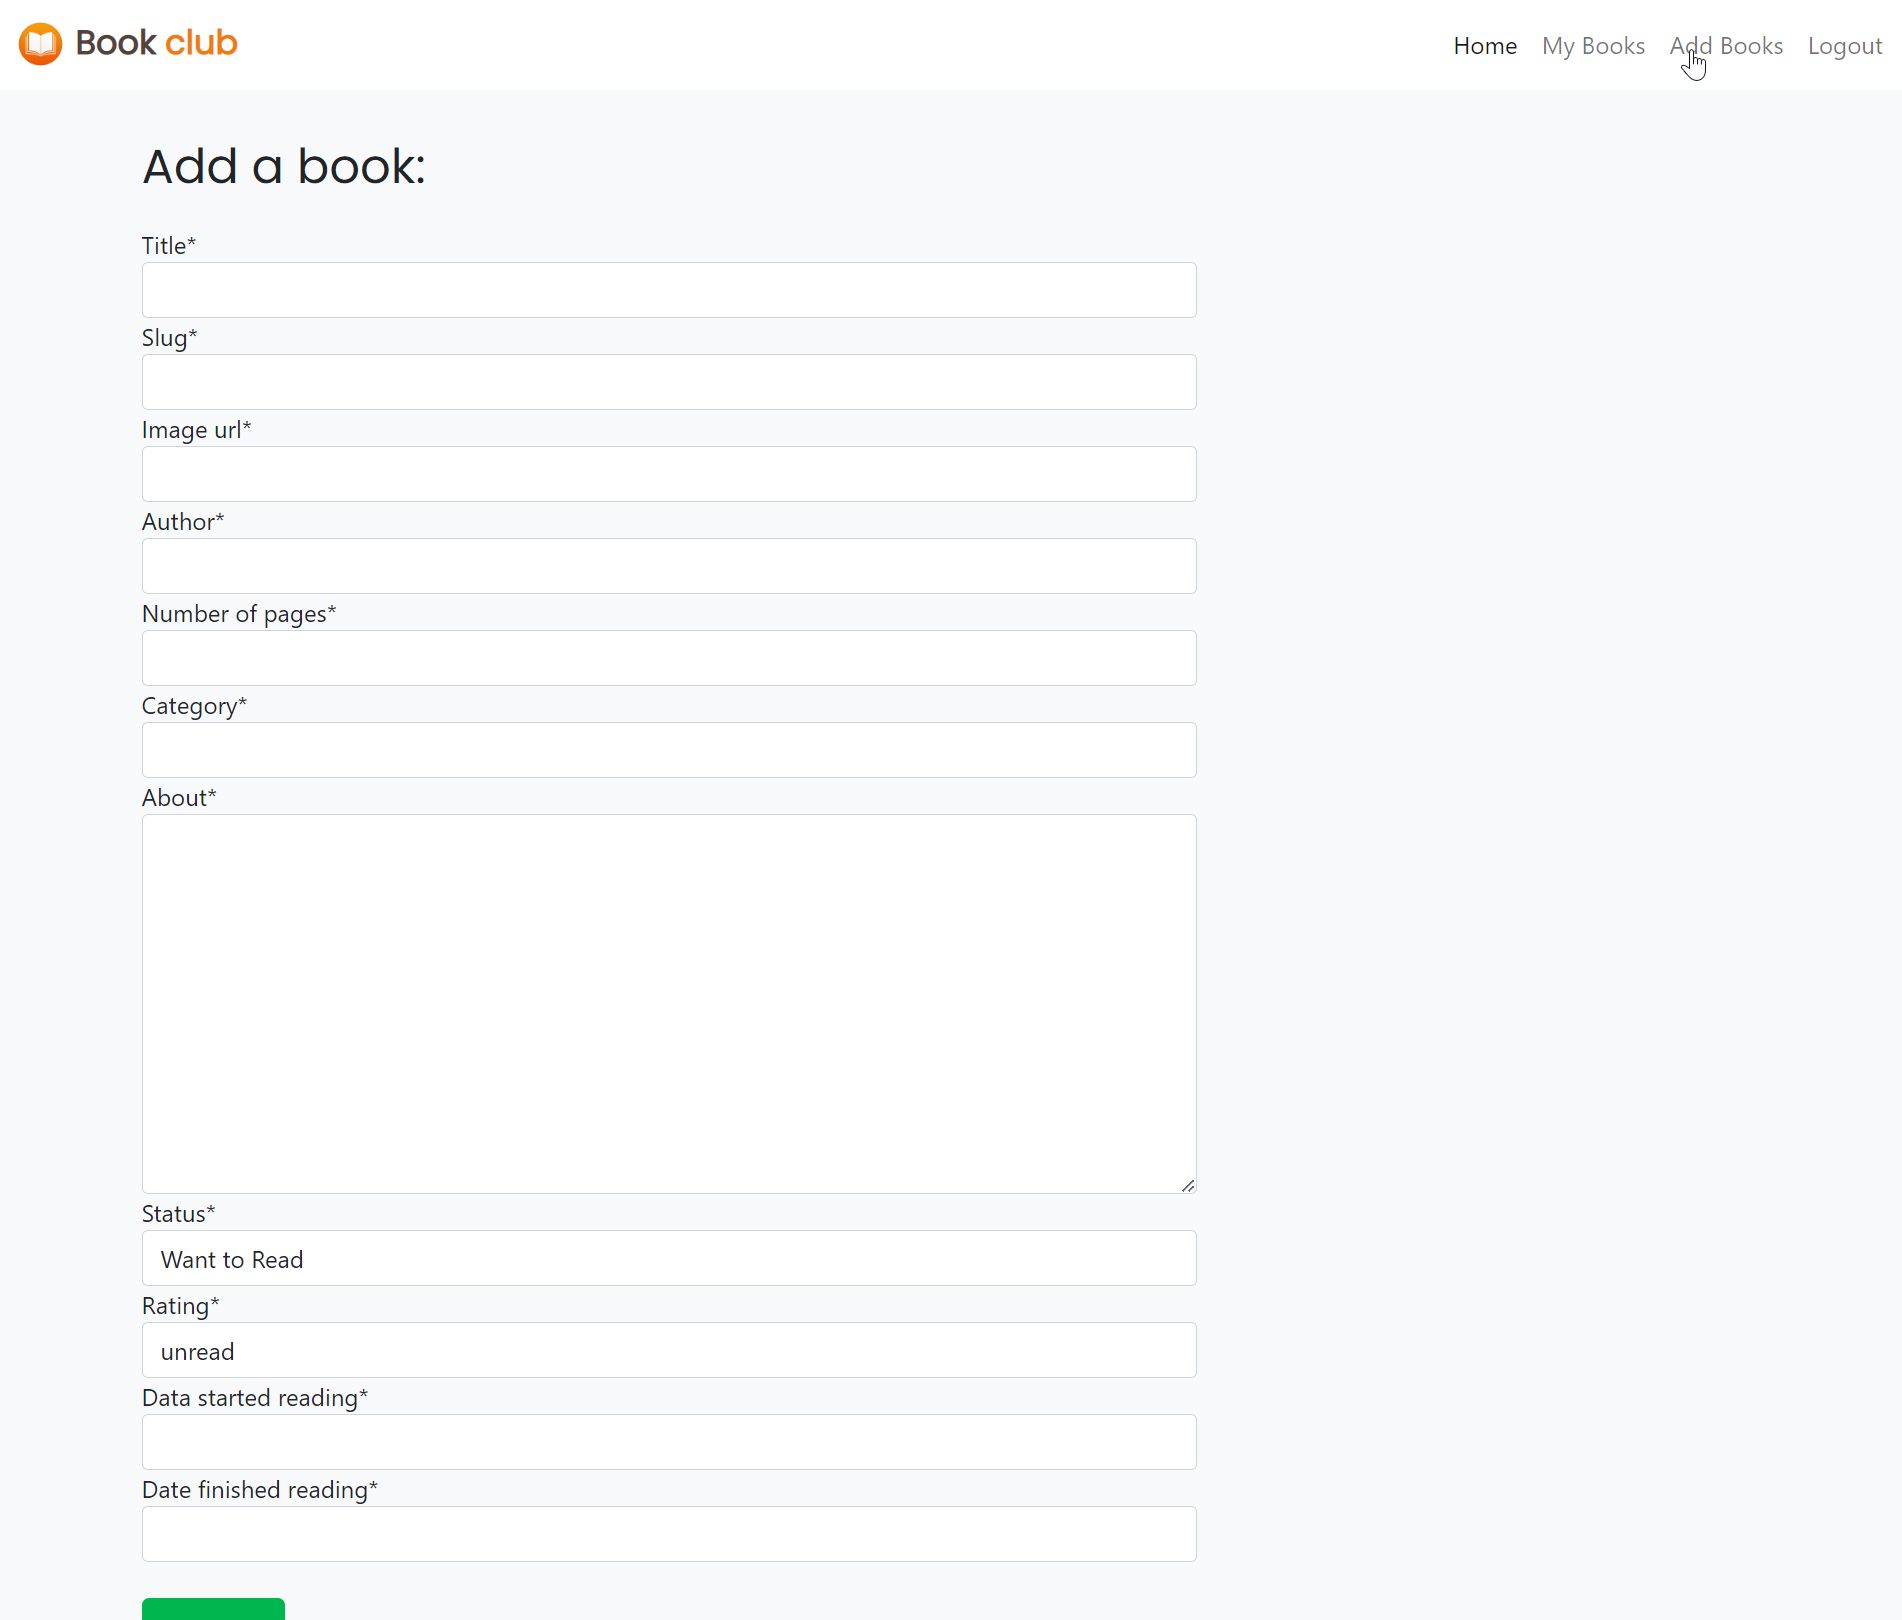 Book club
Home My Books Add Books Logout
Add a book:
Title*
Slug*
Image url*
Author*
Number of pages*
Category*
About*
Status*
Want to Read
Rating*
unread
Data started reading*
Date finished reading*